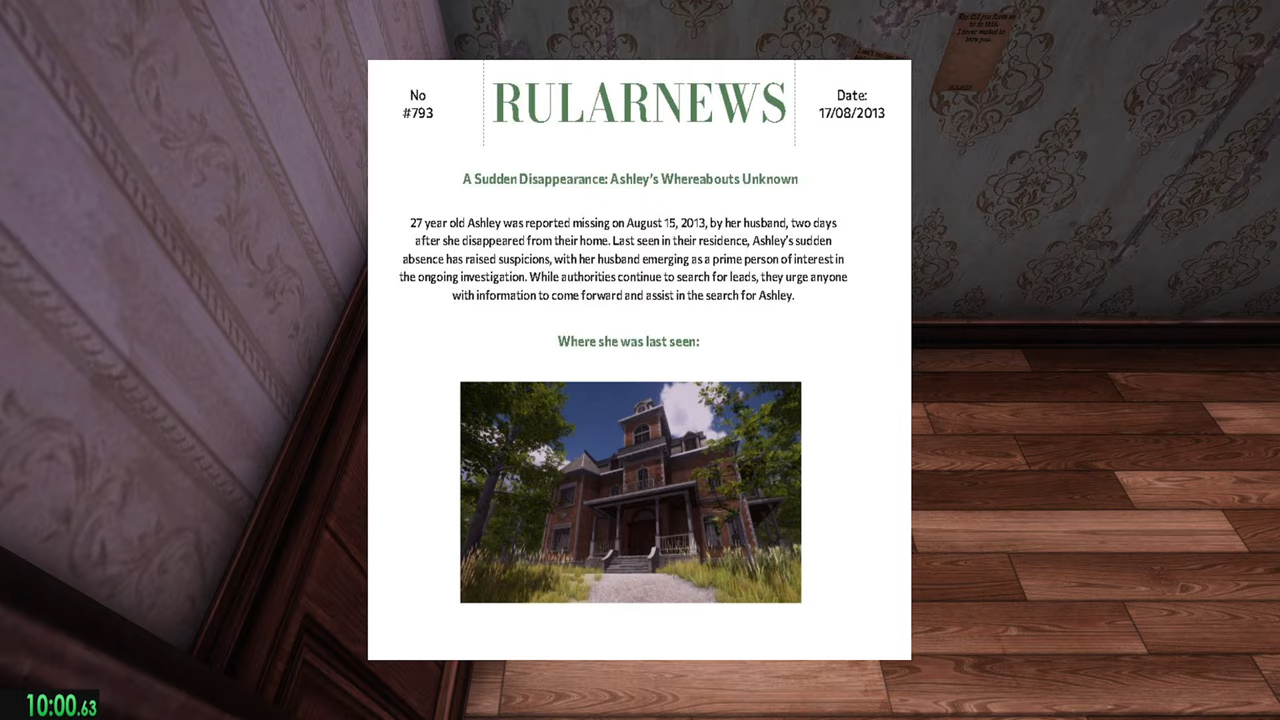 No
#793
RULARNEWS
Date:
17/08/2013
A Sudden Disappearance: Ashley's Whereabouts Unknown
27 year old Ashley was reported missing on August 15, 2013, by her husband, two days
after she disappeared from their home. Last seen in their residence, Ashley's sudden
absence has raised suspicions, with her husband emerging as a prime person of interest in
the ongoing investigation. While authorities continue to search for leads, they urge anyone
with information to come forward and assist in the search for Ashley.
Where she was last seen:
10:00.63